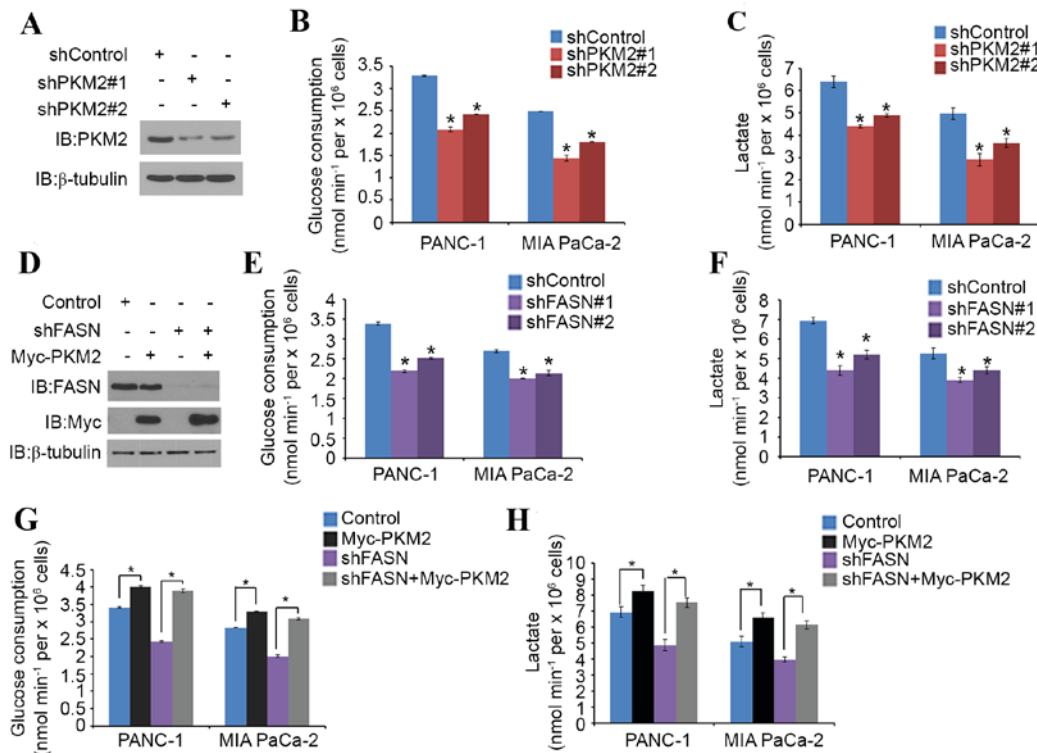 A
shControl + - -
shPKM2#1 - + -
shPKM2#2 - - +
IB:PKM2
IB:β-tubulin
B
shControl
shPKM2#1
shPKM2#2
Glucose consumption
(nmol min⁻¹ per x 10⁶ cells)
3.5
3
2.5
2
1.5
1
0.5
0
* * * *
PANC-1 MIA PaCa-2
C
shControl
shPKM2#1
shPKM2#2
Lactate
(nmol min⁻¹ per x 10⁶ cells)
7
6
5
4
3
2
1
0
* * * *
PANC-1 MIA PaCa-2
D
Control + - - -
shFASN - - + +
Myc-PKM2 - + - +
IB:FASN
IB:Myc
IB:β-tubulin
E
shControl
shFASN#1
shFASN#2
Glucose consumption
(nmol min⁻¹ per x 10⁶ cells)
3.5
3
2.5
2
1.5
1
0.5
0
* * * *
PANC-1 MIA PaCa-2
F
shControl
shFASN#1
shFASN#2
Lactate
(nmol min⁻¹ per x 10⁶ cells)
8
7
6
5
4
3
2
1
0
* * * *
PANC-1 MIA PaCa-2
G
Control
Myc-PKM2
shFASN
shFASN+Myc-PKM2
Glucose consumption
(nmol min⁻¹ per x 10⁶ cells)
4.5
4
3.5
3
2.5
2
1.5
1
0.5
0
* * * *
PANC-1 MIA PaCa-2
H
Control
Myc-PKM2
shFASN
shFASN+Myc-PKM2
Lactate
(nmol min⁻¹ per x 10⁶ cells)
10
9
8
7
6
5
4
3
2
1
0
* * * *
PANC-1 MIA PaCa-2